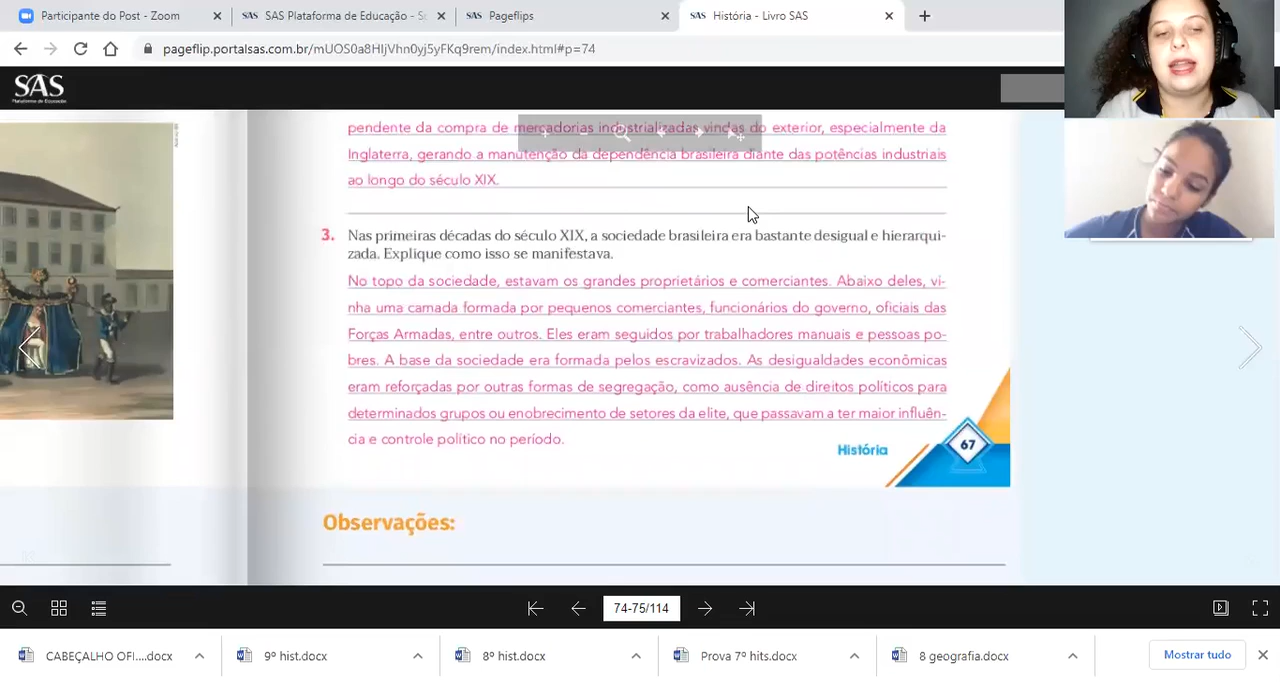 Participante do Post - Zoom
SAS Plataforma de Educação - S
Pageflips
História - Livro SAS
pageflip.portalsas.com.br/mUOS0a8HIjVhn0yj5yFKq9rem/index.html#p=74
SAS
Plataforma de Educação
pendente da compra de mercadorias industrializadas vindas do exterior, especialmente da
Inglaterra, gerando a manutenção da dependência brasileira diante das potências industriais
ao longo do século XIX.
3. Nas primeiras décadas do século XIX, a sociedade brasileira era bastante desigual e hierarqui-
zada. Explique como isso se manifestava.
No topo da sociedade, estavam os grandes proprietários e comerciantes. Abaixo deles, vi-
nha uma camada formada por pequenos comerciantes, funcionários do governo, oficiais das
Forças Armadas, entre outros. Eles eram seguidos por trabalhadores manuais e pessoas po-
bres. A base da sociedade era formada pelos escravizados. As desigualdades econômicas
eram reforçadas por outras formas de segregação, como ausência de direitos políticos para
determinados grupos ou enobrecimento de setores da elite, que passavam a ter maior influên-
cia e controle político no período.
História 67
Observações:
74-75/114
CABEÇALHO OFI....docx
9º hist.docx
8º hist.docx
Prova 7º hits.docx
8 geografia.docx
Mostrar tudo